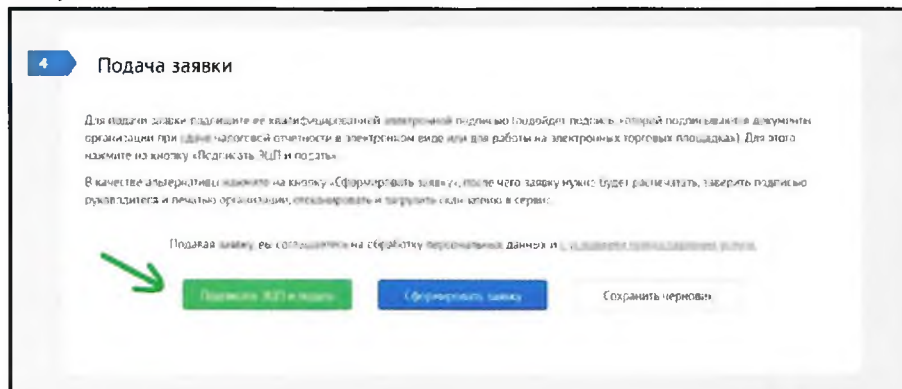 4
Подача заявки
Для подачи заявки подпишите ее квалифицированной электронной подписью (подойдет подпись, которой подписываются документы
организации при сдаче налоговой отчетности в электронном виде или для работы на электронных торговых площадках). Для этого
нажмите на кнопку «Подписать ЭЦП и подать».
В качестве альтернативы нажмите на кнопку «Сформировать заявку», после чего заявку нужно будет распечатать, заверить подписью
руководителя и печатью организации, отсканировать и загрузить скан-копию в сервис.
Подавая заявку, вы соглашаетесь на обработку персональных данных и с
Подписать ЭЦП и подать
Сформировать заявку
Сохранить черновик